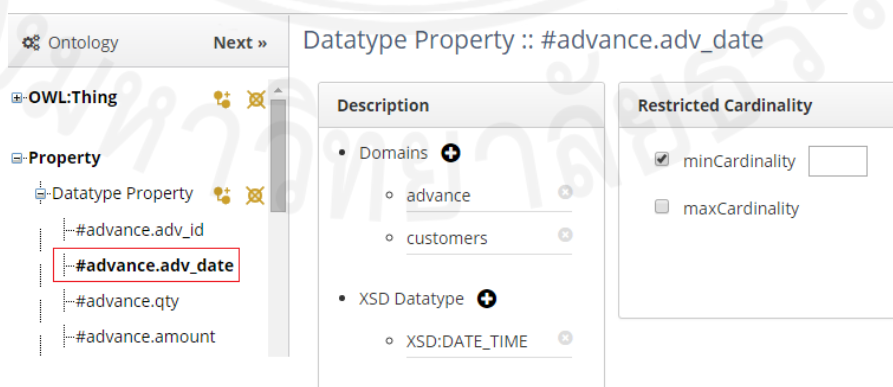 Ontology
Next »
OWL:Thing
Property
Datatype Property
#advance.adv_id
#advance.adv_date
#advance.qty
#advance.amount
Datatype Property :: #advance.adv_date
Description
Domains
advance
customers
XSD Datatype
XSD:DATE_TIME
Restricted Cardinality
minCardinality
maxCardinality